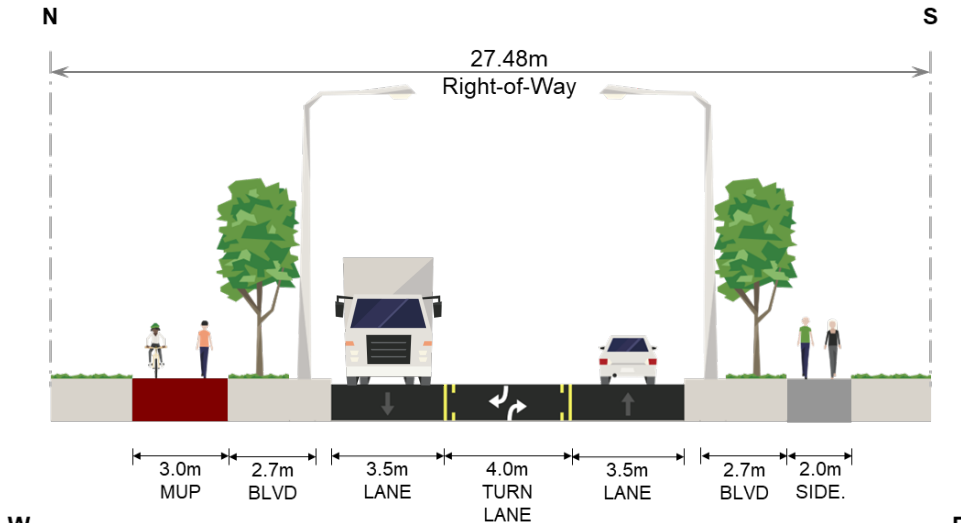 N
S
27.48m
Right-of-Way
3.0m
MUP
2.7m
BLVD
3.5m
LANE
4.0m
TURN
LANE
3.5m
LANE
2.7m
BLVD
2.0m
SIDE.